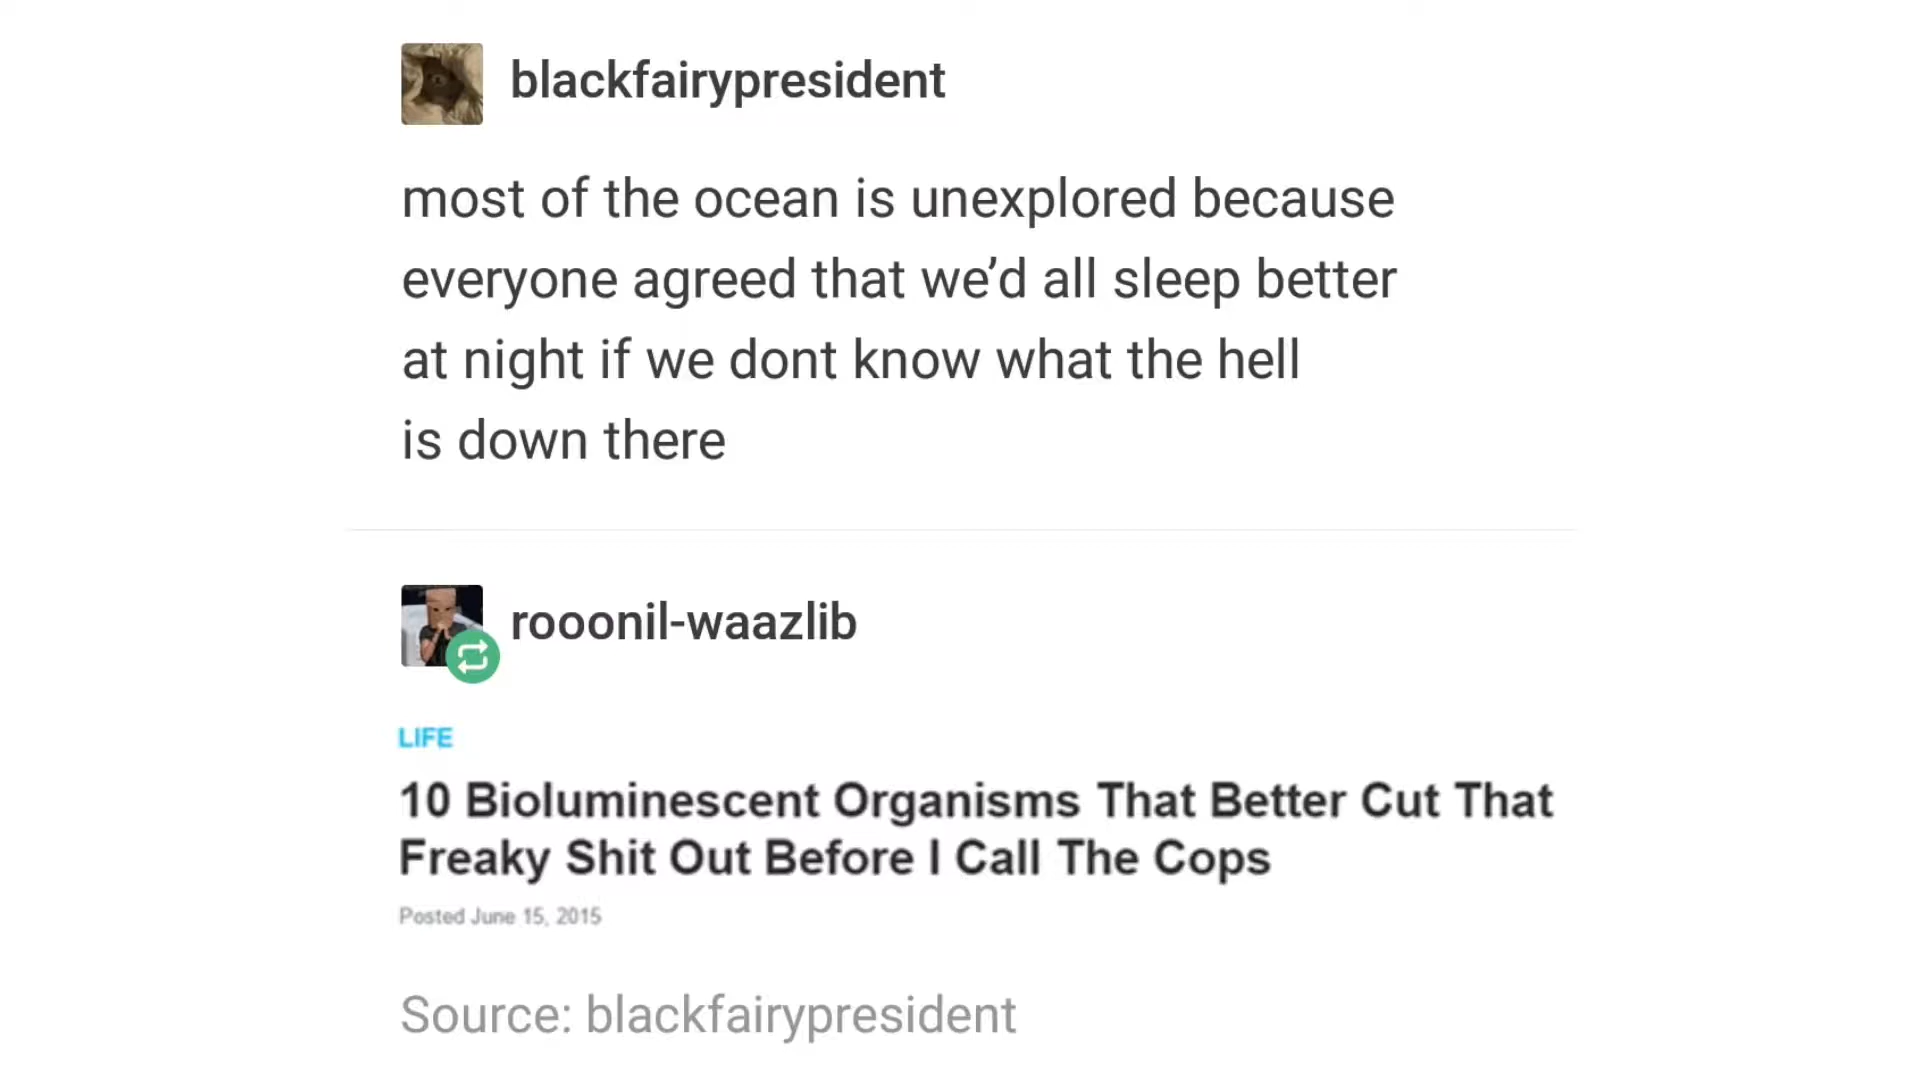 blackfairypresident
most of the ocean is unexplored because
everyone agreed that we’d all sleep better
at night if we dont know what the hell
is down there
rooonil-waazlib
LIFE
10 Bioluminescent Organisms That Better Cut That
Freaky Shit Out Before I Call The Cops
Posted June 15, 2015
Source: blackfairypresident